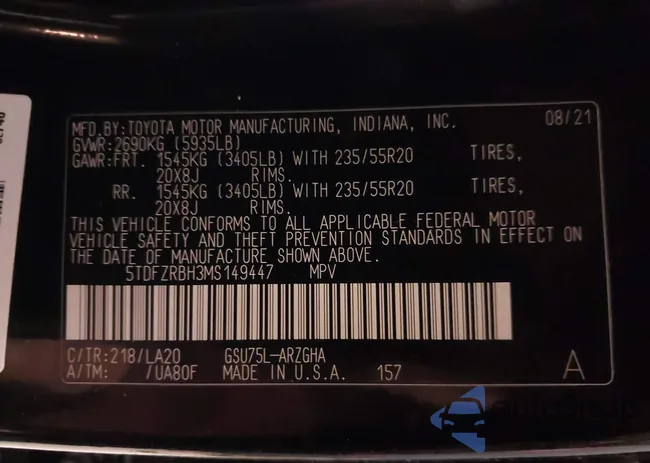 MFD.BY:TOYOTA MOTOR MANUFACTURING, INDIANA, INC. 08/21
GVWR:2690KG (5935LB)
GAWR:FRT. 1545KG (3405LB) WITH 235/55R20 TIRES,
20X8J RIMS.
RR. 1545KG (3405LB) WITH 235/55R20 TIRES,
20X8J RIMS.
THIS VEHICLE CONFORMS TO ALL APPLICABLE FEDERAL MOTOR
VEHICLE SAFETY AND THEFT PREVENTION STANDARDS IN EFFECT ON
THE DATE OF MANUFACTURE SHOWN ABOVE.
5TDFZRBH3MS149447 MPV
C/TR:218/LA20 GSU75L-ARZGHA
A/TM: /UA80F MADE IN U.S.A. 157 A